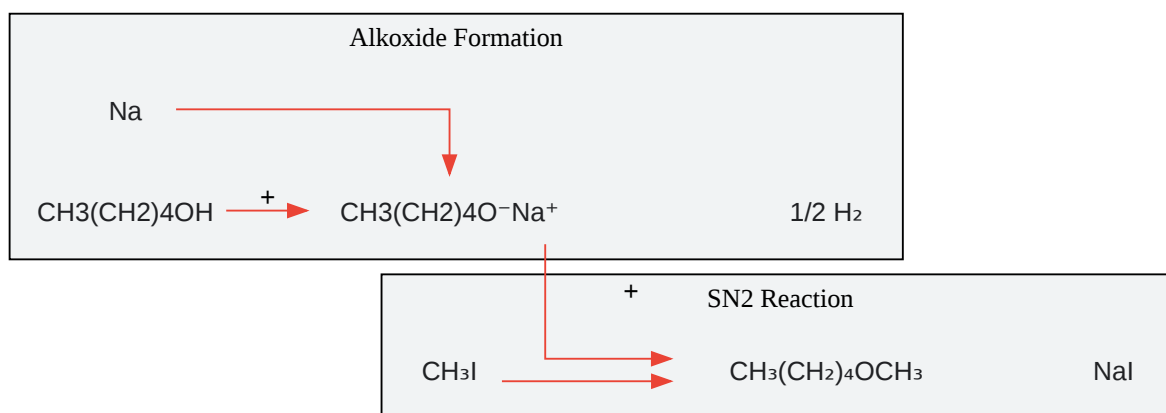 Alkoxide Formation
Na
+
CH3(CH2)4OH CH3(CH2)4O⁻Na⁺ 1/2 H₂
+
SN2 Reaction
CH₃I CH₃(CH₂)₄OCH₃ NaI